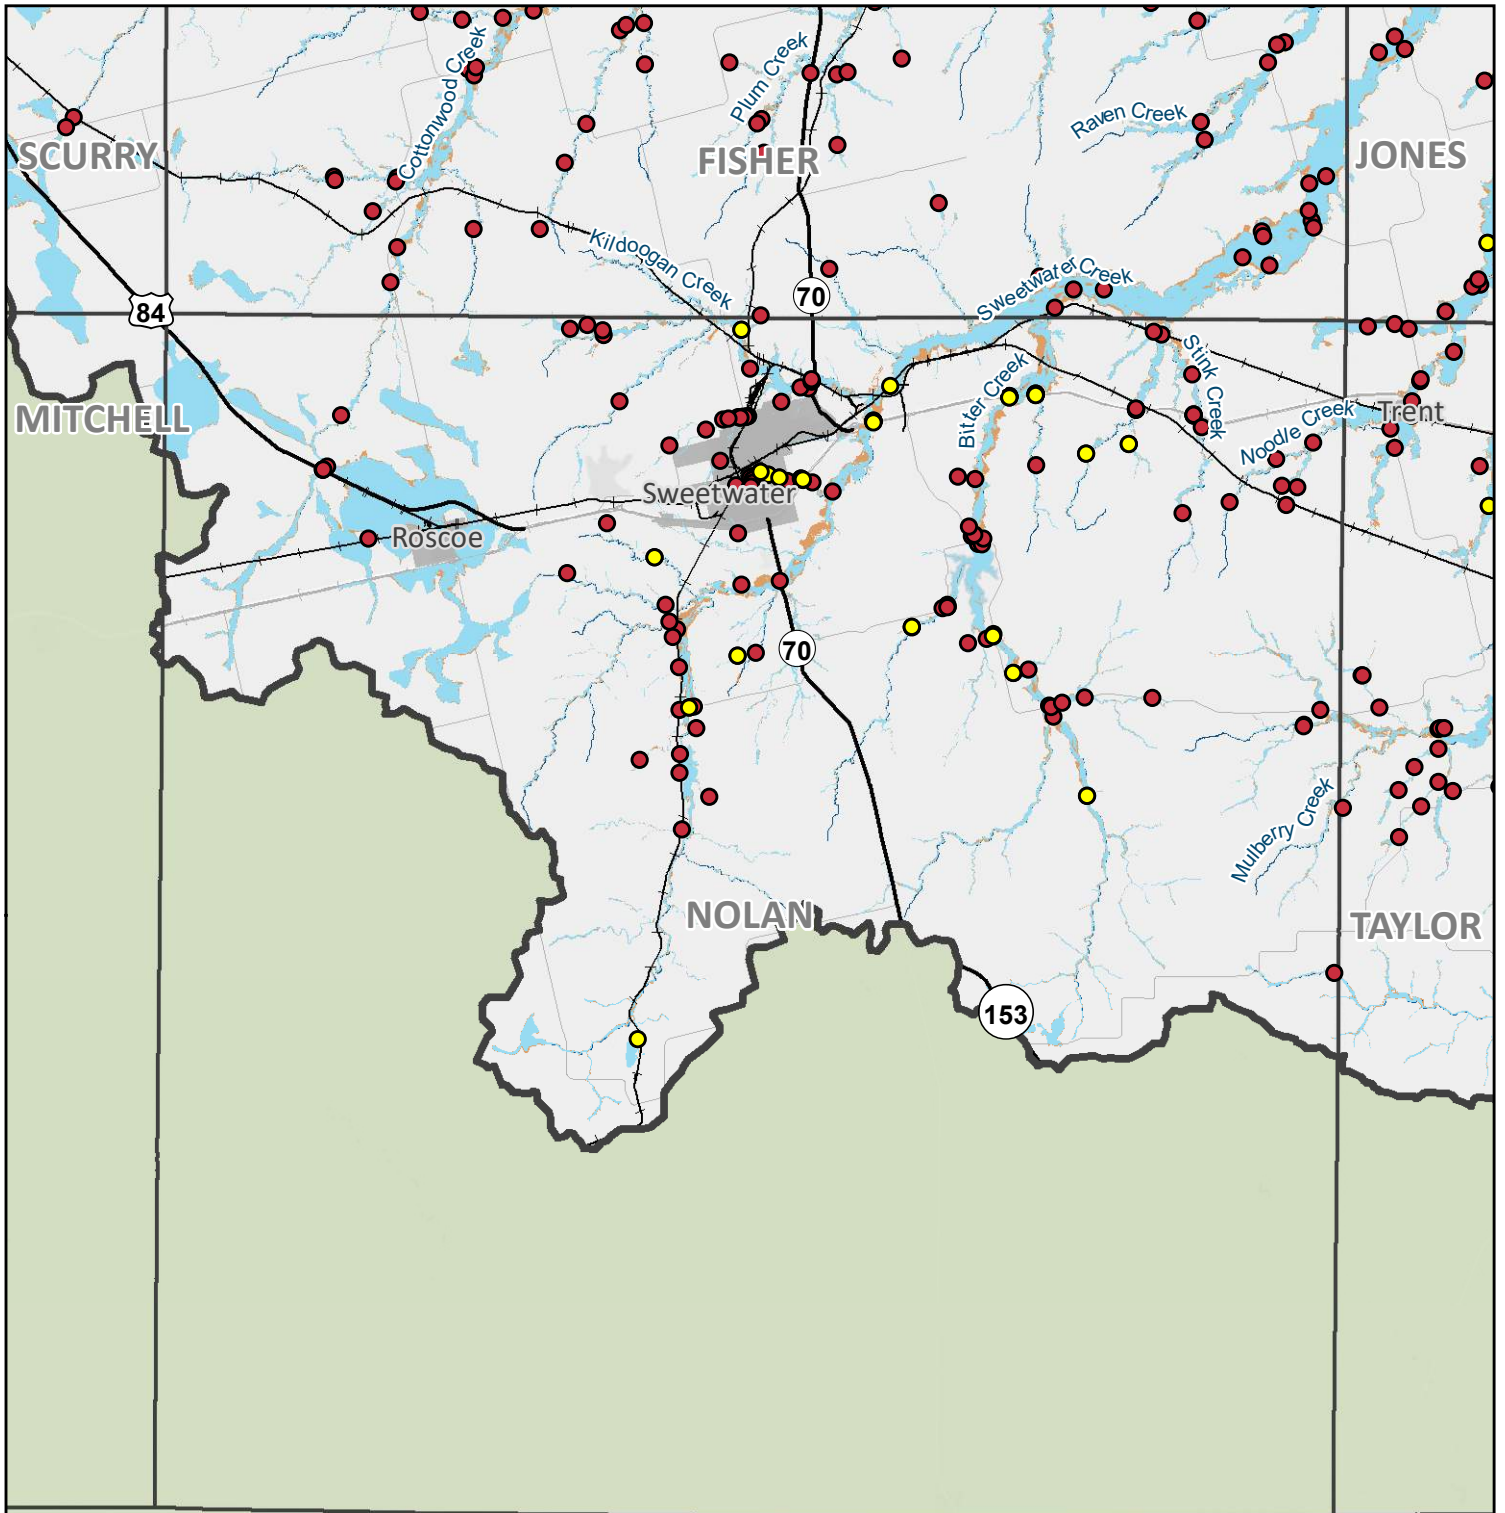 Cottonwood Creek
Plum Creek
Raven Creek
SCURRY
FISHER
JONES
Kildoogan Creek
Sweetwater Creek
70
84
Stink Creek
Bitter Creek
MITCHELL
Noodle Creek
Trent
Sweetwater
Roscoe
70
Mulberry Creek
NOLAN
TAYLOR
153